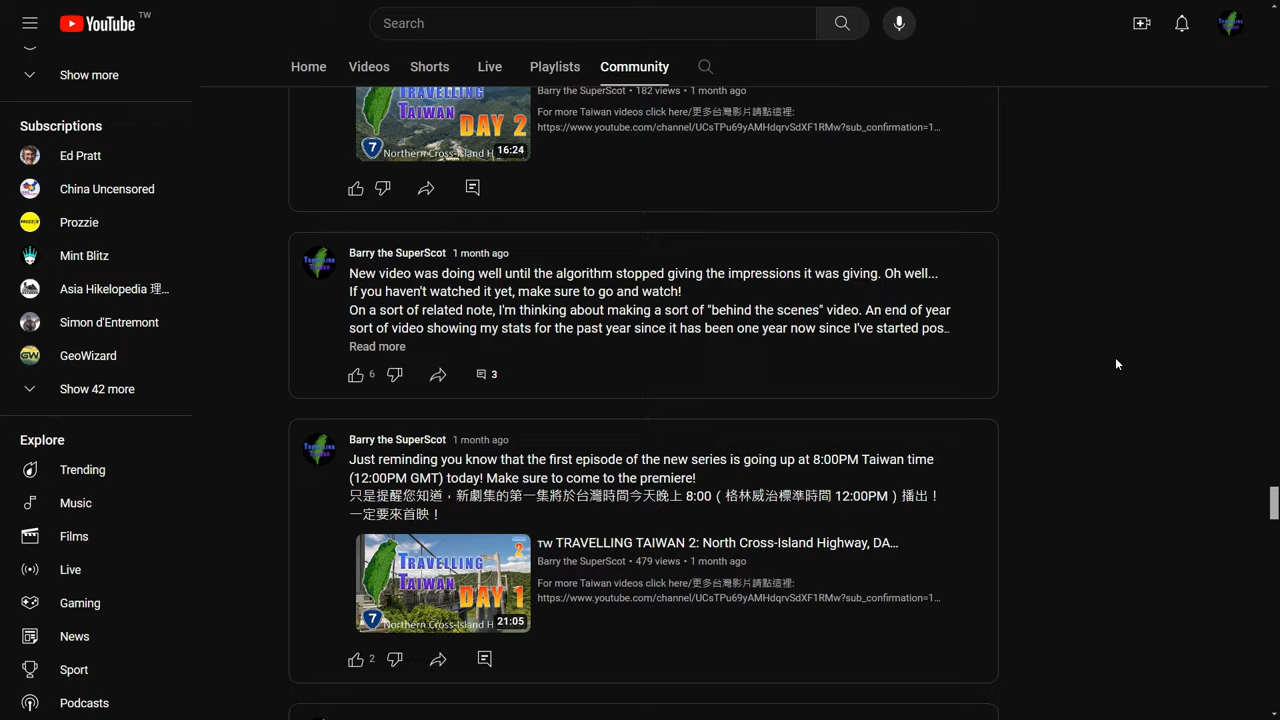 YouTube TW
Search
Home Videos Shorts Live Playlists Community
Show more
Subscriptions
Ed Pratt
China Uncensored
Prozzie
Mint Blitz
Asia Hikelopedia 理...
Simon d'Entremont
GeoWizard
Show 42 more
Explore
Trending
Music
Films
Live
Gaming
News
Sport
Podcasts
Barry the SuperScot • 182 views • 1 month ago
For more Taiwan videos click here/更多台灣影片請點這裡:
https://www.youtube.com/channel/UCsTPu69yAMHdqrvSdXF1RMw?sub_confirmation=1...
TRAVELLING
TAIWAN
DAY 2
7 Northern Cross-Island H
16:24
Barry the SuperScot 1 month ago
New video was doing well until the algorithm stopped giving the impressions it was giving. Oh well...
If you haven't watched it yet, make sure to go and watch!
On a sort of related note, I'm thinking about making a sort of "behind the scenes" video. An end of year
sort of video showing my stats for the past year since it has been one year now since I've started pos..
Read more
6 3
Barry the SuperScot 1 month ago
Just reminding you know that the first episode of the new series is going up at 8:00PM Taiwan time
(12:00PM GMT) today! Make sure to come to the premiere!
只是提醒您知道，新劇集的第一集將於台灣時間今天晚上 8:00（格林威治標準時間 12:00PM）播出！
一定要來首映！
TRAVELLING 2
TAIWAN
DAY 1
7 Northern Cross-Island H
21:05
TW TRAVELLING TAIWAN 2: North Cross-Island Highway, DA...
Barry the SuperScot • 479 views • 1 month ago
For more Taiwan videos click here/更多台灣影片請點這裡:
https://www.youtube.com/channel/UCsTPu69yAMHdqrvSdXF1RMw?sub_confirmation=1...
2